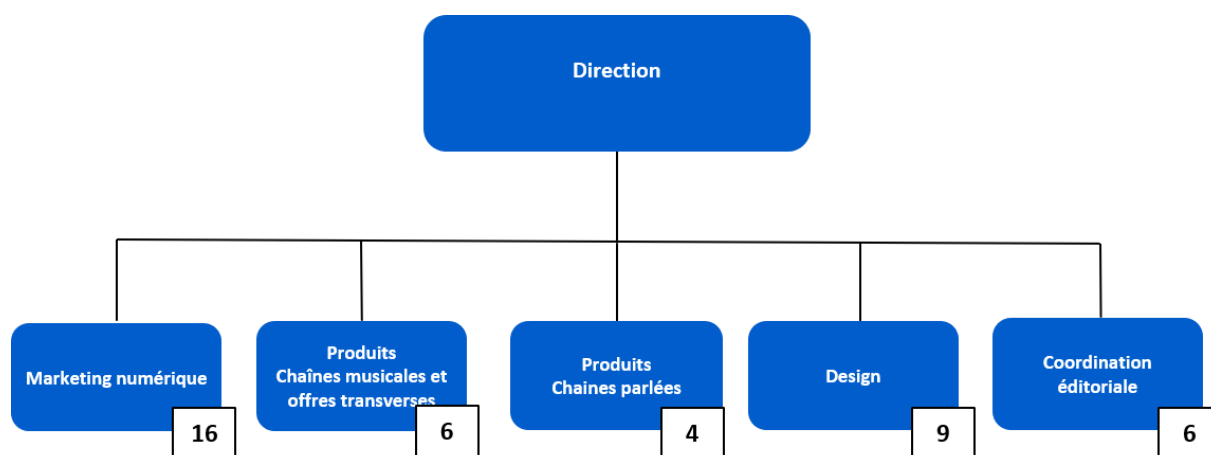 Direction
Marketing numérique
16
Produits
Chaînes musicales et
offres transverses
6
Produits
Chaines parlées
4
Design
9
Coordination
éditoriale
6